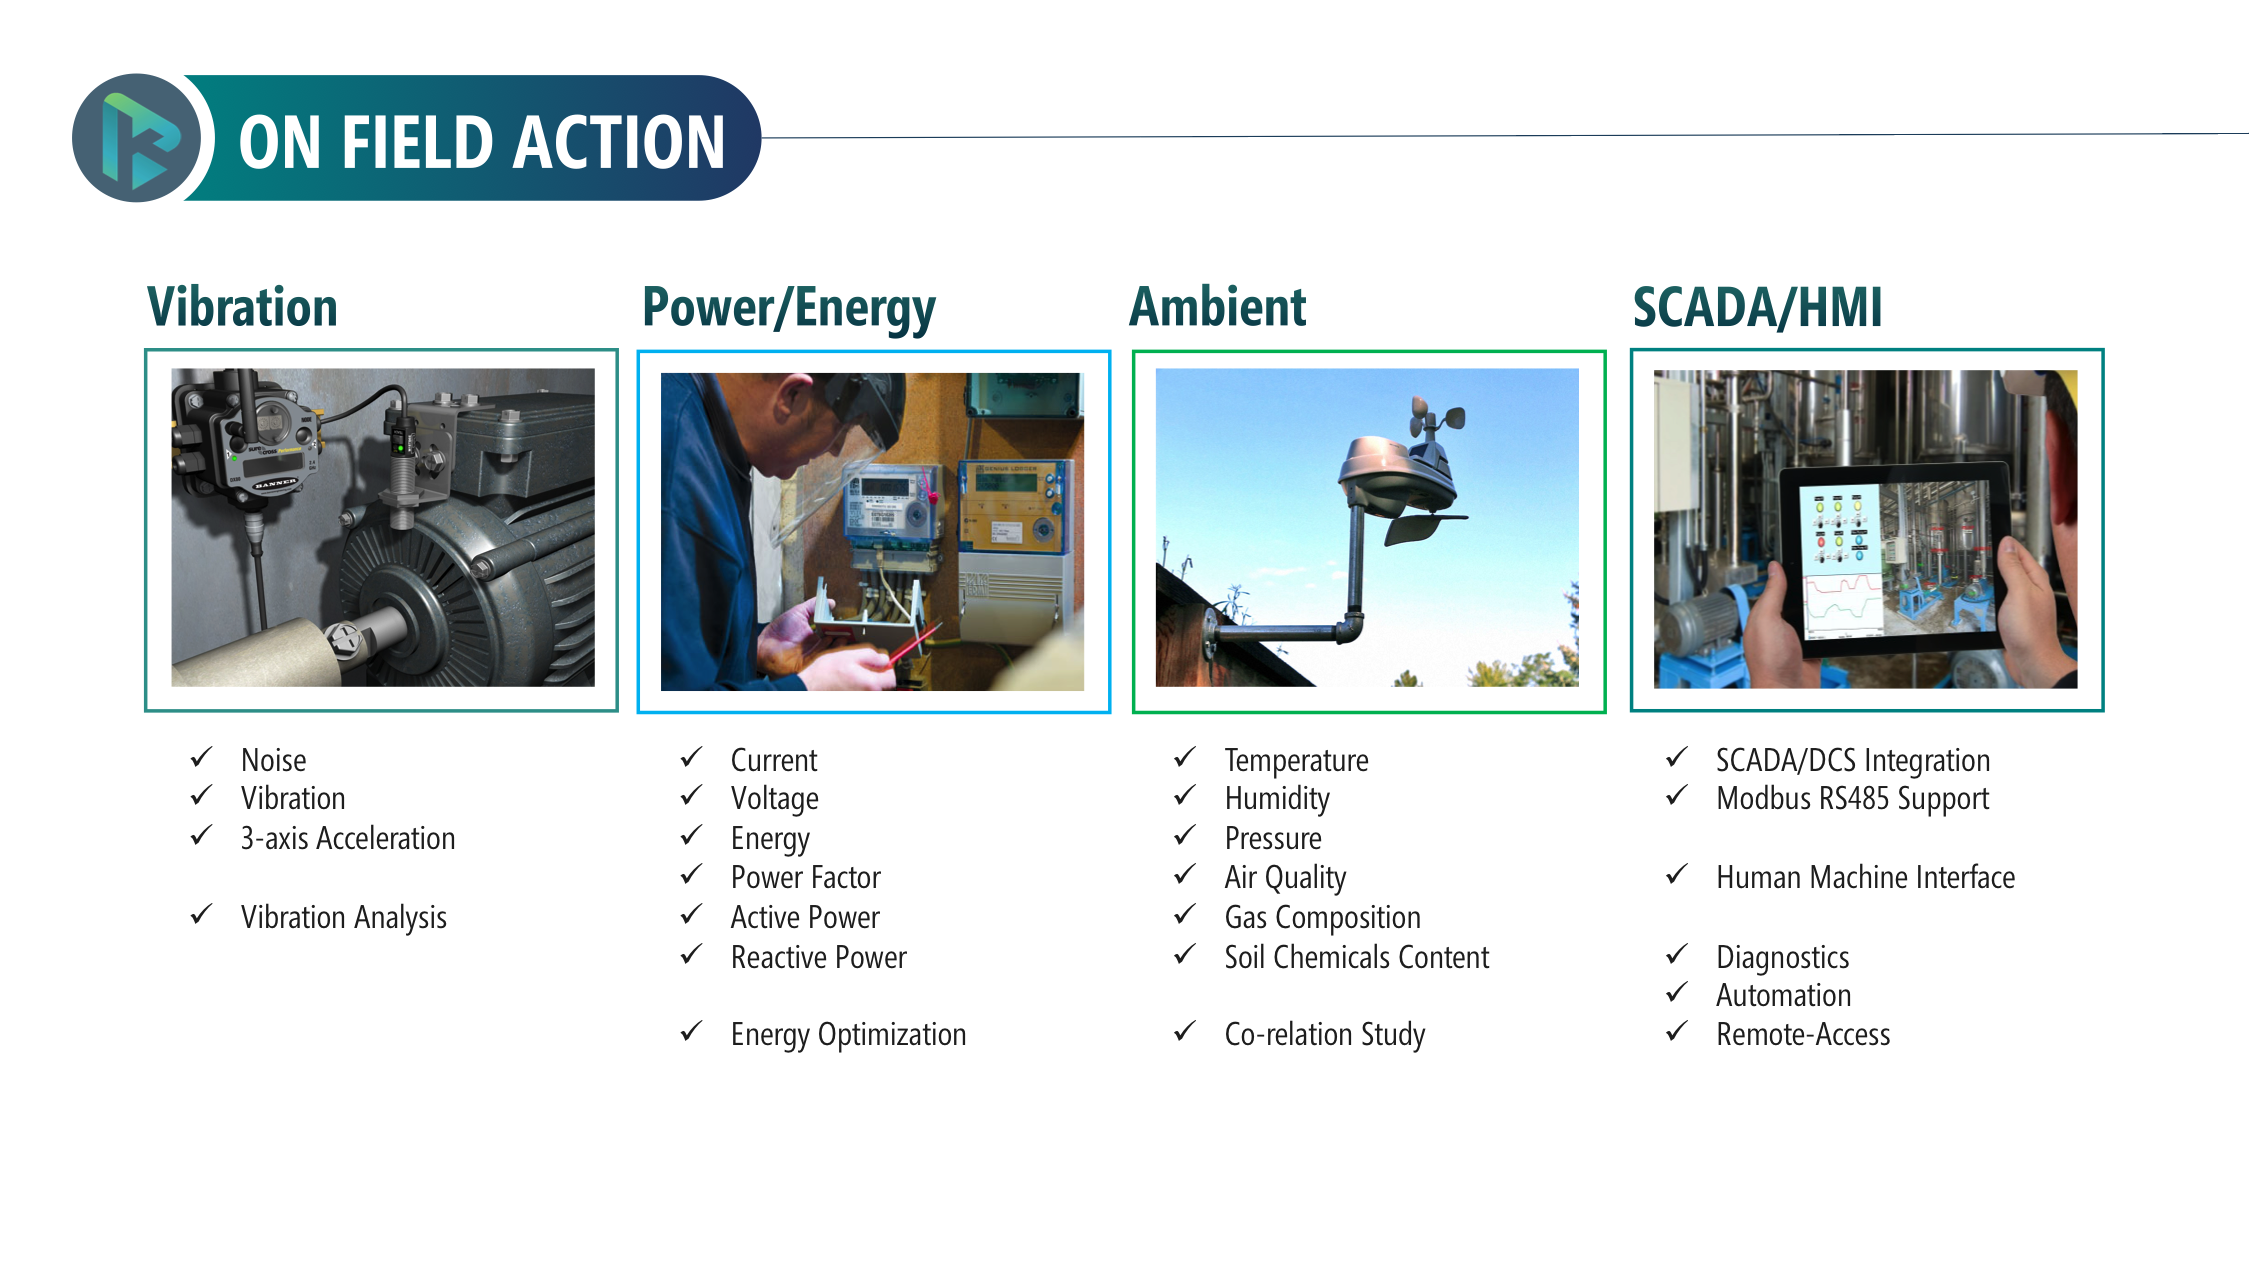 ON FIELD ACTION
Vibration
Noise
Vibration
3-axis Acceleration
Vibration Analysis
Power/Energy
Current
Voltage
Energy
Power Factor
Active Power
Reactive Power
Energy Optimization
Ambient
Temperature
Humidity
Pressure
Air Quality
Gas Composition
Soil Chemicals Content
Co-relation Study
SCADA/HMI
SCADA/DCS Integration
Modbus RS485 Support
Human Machine Interface
Diagnostics
Automation
Remote-Access
BANNER